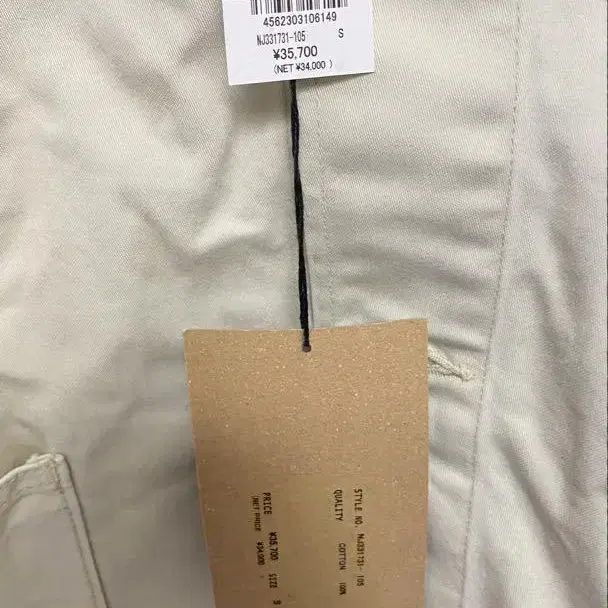 4562303106149
NJ331731-105 S
¥35,700
(NET ¥34,000 )
STYLE NO. NJ331731- 105
QUALITY COTTON 100%
PRICE ¥35,700 SIZE S
(NET PRICE ¥34,000)